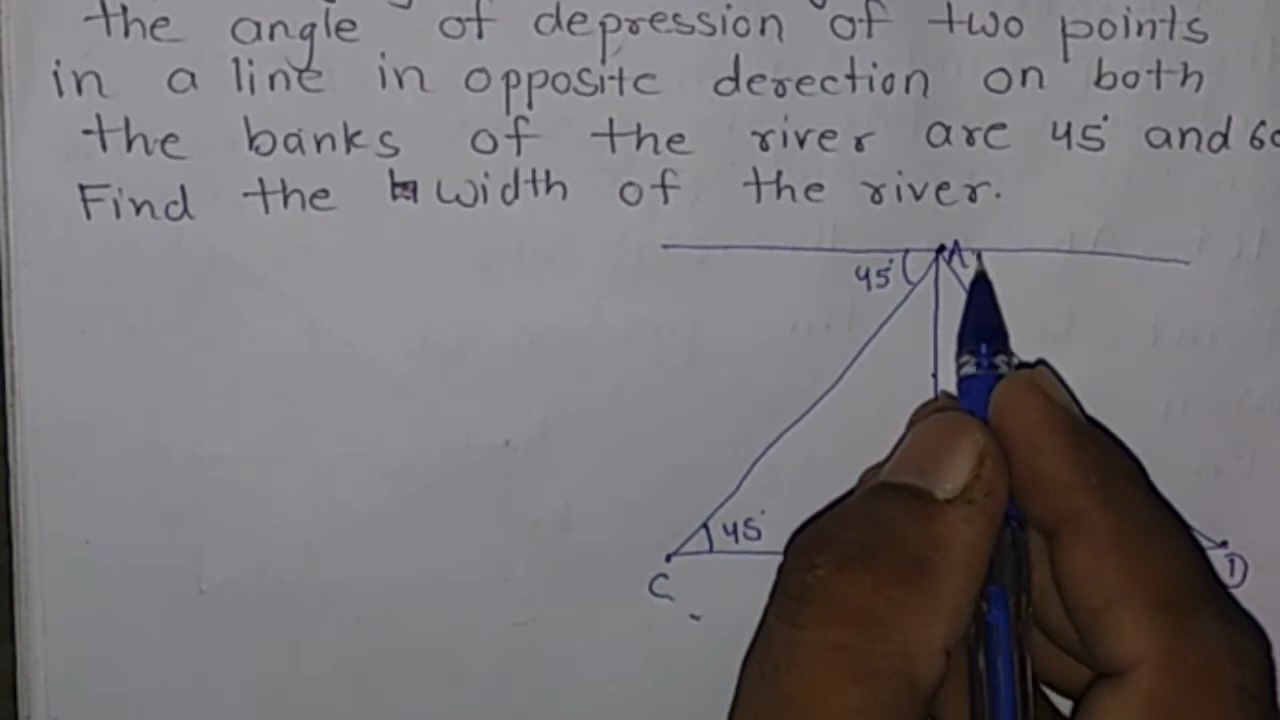 the angle of depression of two points
in a line in opposite derection on both
the banks of the river are 45° and 60
Find the width of the river.
A
45°
45°
C
D